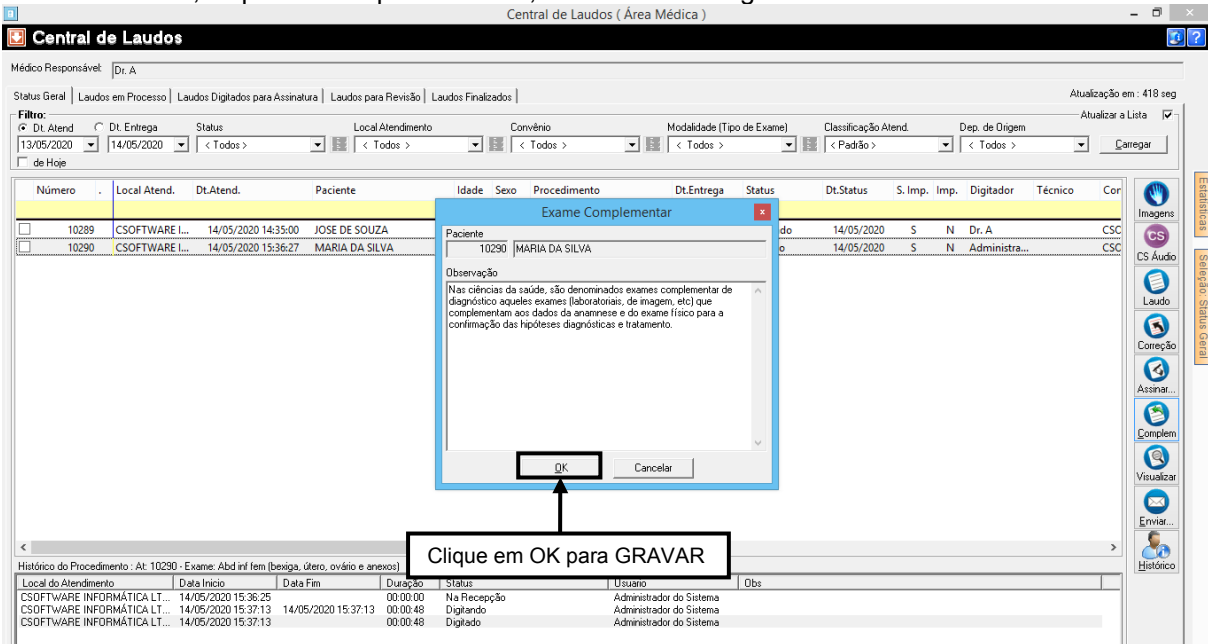 Central de Laudos ( Área Médica )
Central de Laudos
Médico Responsável: Dr. A
Status Geral Laudos em Processo Laudos Digitados para Assinatura Laudos para Revisão Laudos Finalizados Atualização em : 418 seg
Filtro: Atualizar a Lista
Dt. Atend Dt. Entrega Status Local Atendimento Convênio Modalidade (Tipo de Exame) Classificação Atend. Dep. de Origem
13/05/2020 14/05/2020 < Todos > < Todos > < Todos > < Todos > < Padrão > < Todos > Carregar
de Hoje
Número . Local Atend. Dt.Atend. Paciente Idade Sexo Procedimento Dt.Entrega Status Dt.Status S. Imp. Imp. Digitador Técnico Con
10289 CSOFTWARE I... 14/05/2020 14:35:00 JOSE DE SOUZA do 14/05/2020 S N Dr. A CSC
10290 CSOFTWARE I... 14/05/2020 15:36:27 MARIA DA SILVA o 14/05/2020 S N Administra... CSC
Exame Complementar
Paciente
10290 MARIA DA SILVA
Observação
Nas ciências da saúde, são denominados exames complementar de
diagnóstico aqueles exames (laboratoriais, de imagem, etc) que
complementam aos dados da anamnese e do exame físico para a
confirmação das hipóteses diagnósticas e tratamento.
OK Cancelar
Clique em OK para GRAVAR
Imagens
CS
CS Áudio
Laudo
Correção
Assinar...
Complem
Visualizar
Enviar...
Histórico
Estatísticas
Seleção: Status Geral
Histórico do Procedimento : At: 10290 - Exame: Abd inf fem (bexiga, útero, ovário e anexos)
Local do Atendimento Data Inicio Data Fim Duração Status Usuario Obs
CSOFTWARE INFORMÁTICA LT... 14/05/2020 15:36:25 00:00:00 Na Recepção Administrador do Sistema
CSOFTWARE INFORMÁTICA LT... 14/05/2020 15:37:13 14/05/2020 15:37:13 00:00:48 Digitando Administrador do Sistema
CSOFTWARE INFORMÁTICA LT... 14/05/2020 15:37:13 00:00:48 Digitado Administrador do Sistema